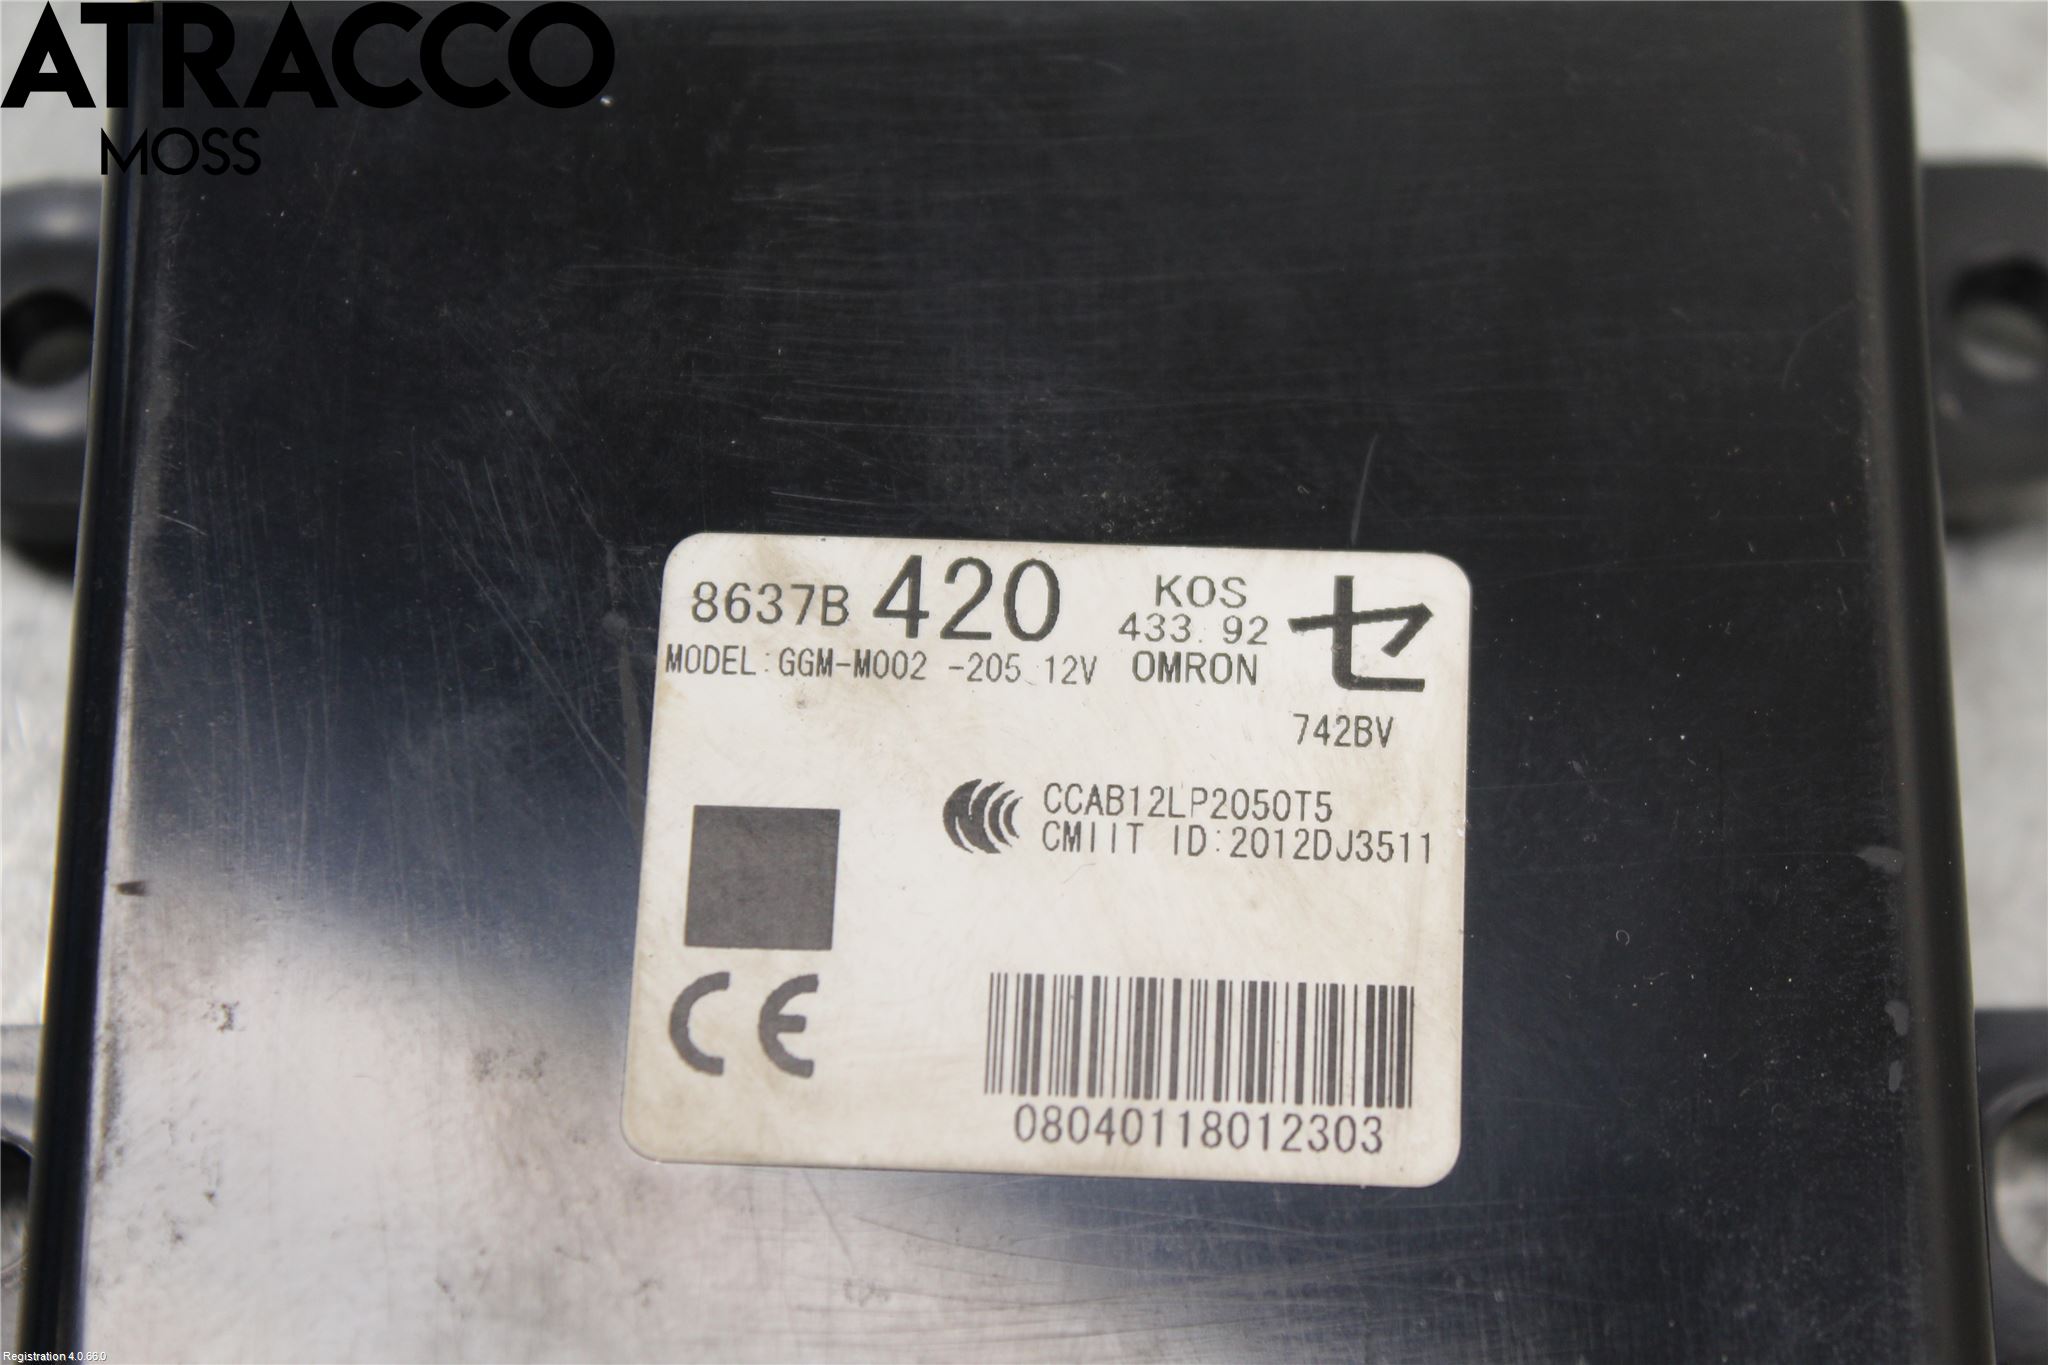 ATRACCO
MOSS
8637B 420 KOS セ
433.92
MODEL:GGM-M002 -205 12V OMRON
742BV
CCAB12LP2050T5
CMIIT ID:2012DJ3511
CE
08040118012303
Registration 4.0.66.0